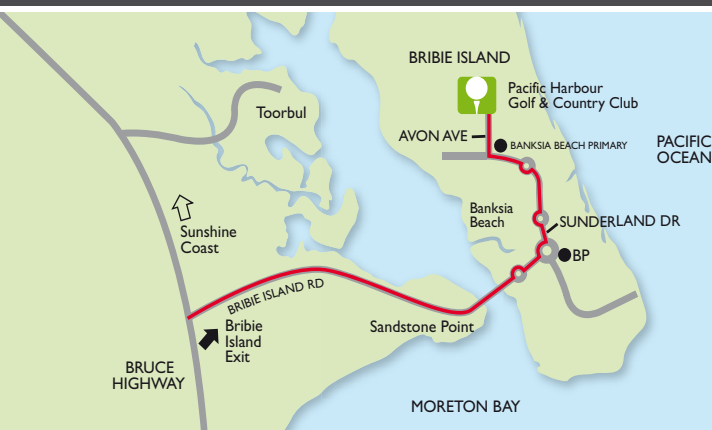 BRIBIE ISLAND
Pacific Harbour
Golf & Country Club
Toorbul
AVON AVE
BANKSIA BEACH PRIMARY
PACIFIC
OCEAN
Banksia
Beach
SUNDERLAND DR
Sunshine
Coast
BP
BRIBIE ISLAND RD
Bribie
Island
Exit
Sandstone Point
BRUCE
HIGHWAY
MORETON BAY